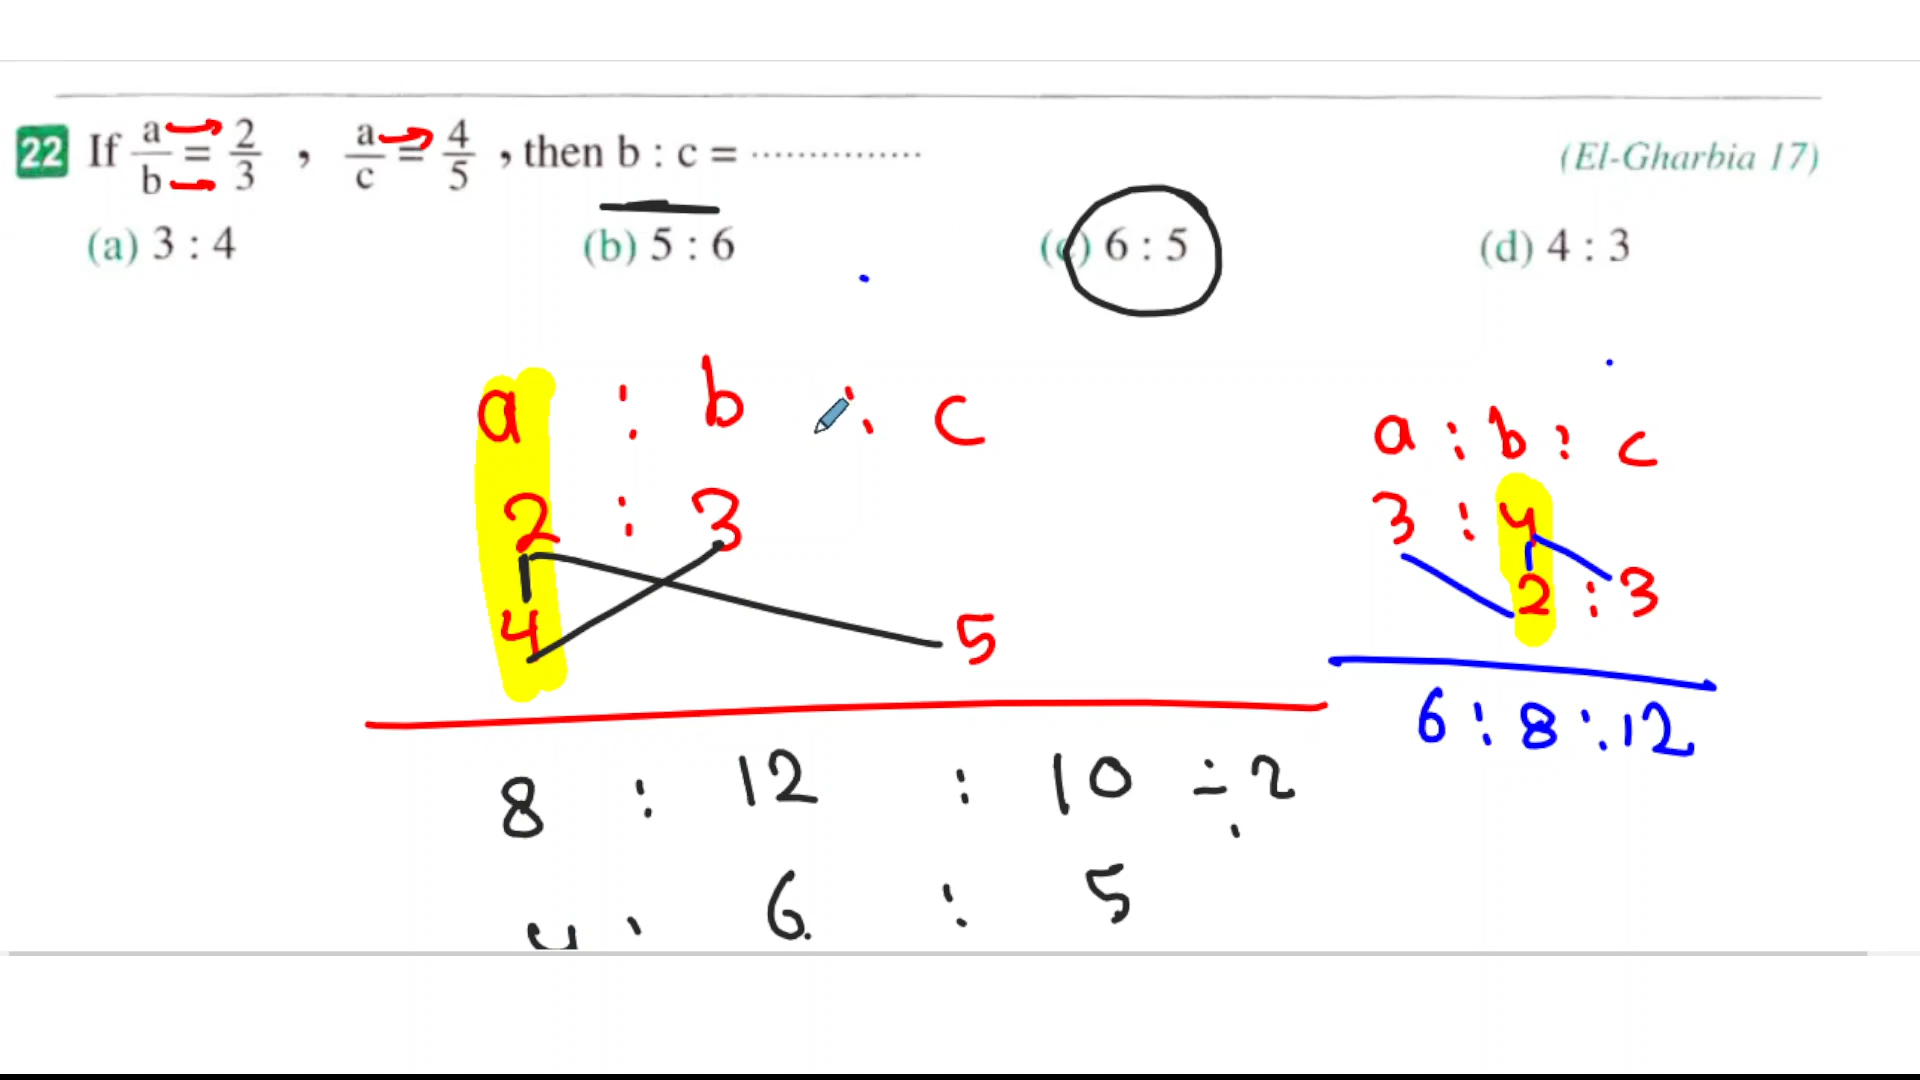 22 If a/b = 2/3 , a/c = 4/5 , then b : c = ...............
(El-Gharbia 17)
(a) 3 : 4
(b) 5 : 6
(c) 6 : 5
(d) 4 : 3
a : b : c
2 : 3
4 5
8 : 12 : 10 ÷ 2
4 : 6 : 5
a : b : c
3 : 4
2 : 3
6 : 8 : 12